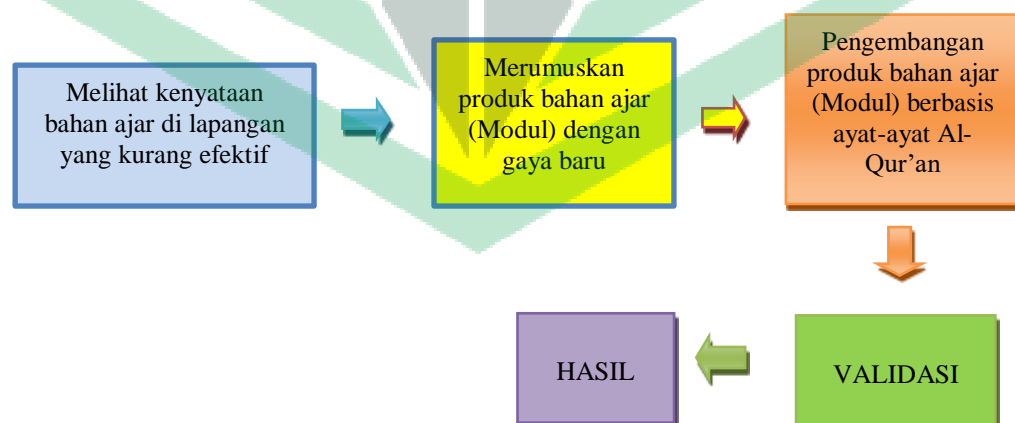 Melihat kenyataan
bahan ajar di lapangan
yang kurang efektif
Merumuskan
produk bahan ajar
(Modul) dengan
gaya baru
Pengembangan
produk bahan ajar
(Modul) berbasis
ayat-ayat Al-
Qur’an
VALIDASI
HASIL